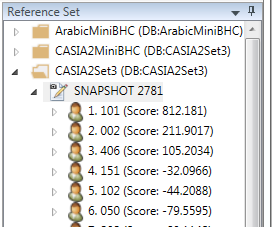 Reference Set
ArabicMiniBHC (DB:ArabicMiniBHC)
CASIA2MiniBHC (DB:CASIA2Set3)
CASIA2Set3 (DB:CASIA2Set3)
SNAPSHOT 2781
1. 101 (Score: 812.181)
2. 002 (Score: 211.9017)
3. 406 (Score: 105.2034)
4. 151 (Score: -32.0966)
5. 102 (Score: -44.2088)
6. 050 (Score: -79.5595)